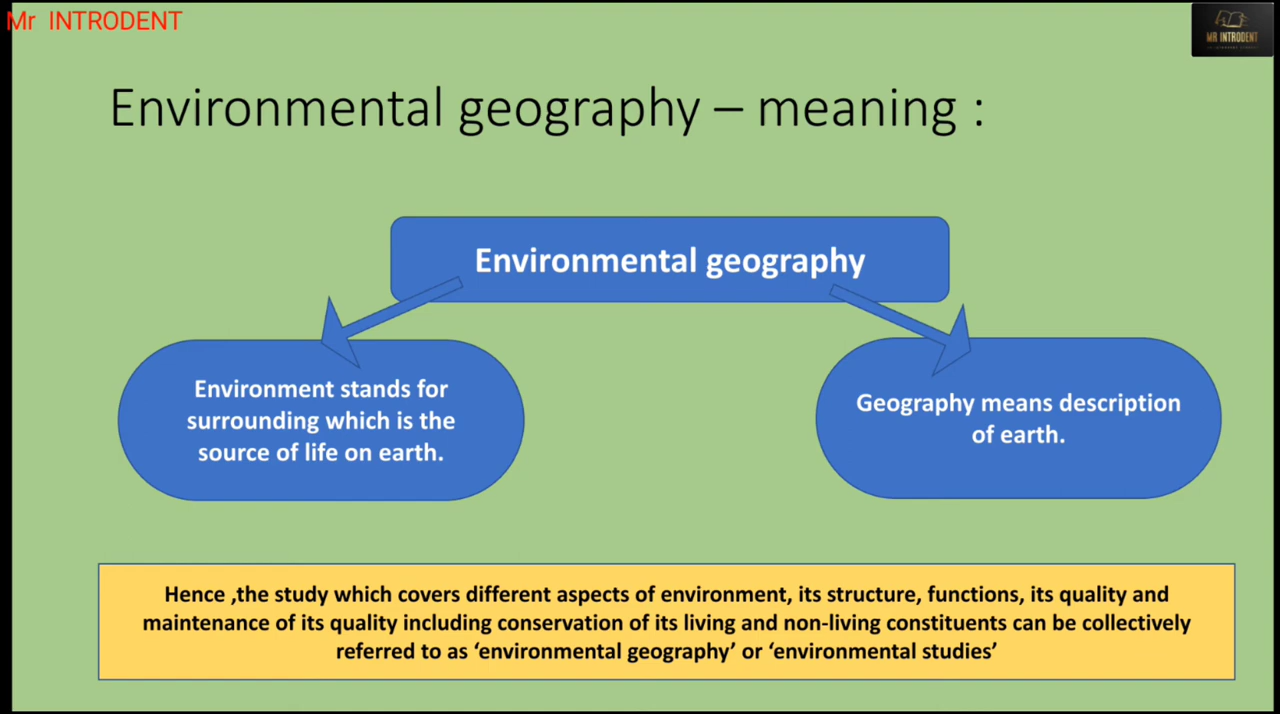 Mr INTRODENT
MR INTRODENT
Environmental geography – meaning :
Environmental geography
Environment stands for
surrounding which is the
source of life on earth.
Geography means description
of earth.
Hence ,the study which covers different aspects of environment, its structure, functions, its quality and
maintenance of its quality including conservation of its living and non-living constituents can be collectively
referred to as ‘environmental geography’ or ‘environmental studies’